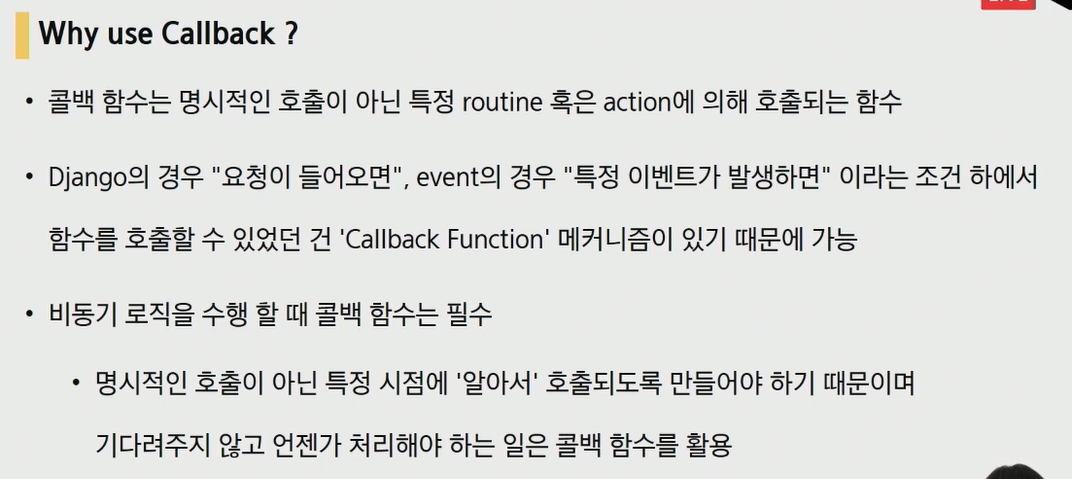 Why use Callback ?
• 콜백 함수는 명시적인 호출이 아닌 특정 routine 혹은 action에 의해 호출되는 함수
• Django의 경우 "요청이 들어오면", event의 경우 "특정 이벤트가 발생하면" 이라는 조건 하에서
함수를 호출할 수 있었던 건 'Callback Function' 메커니즘이 있기 때문에 가능
• 비동기 로직을 수행 할 때 콜백 함수는 필수
• 명시적인 호출이 아닌 특정 시점에 '알아서' 호출되도록 만들어야 하기 때문이며
기다려주지 않고 언젠가 처리해야 하는 일은 콜백 함수를 활용